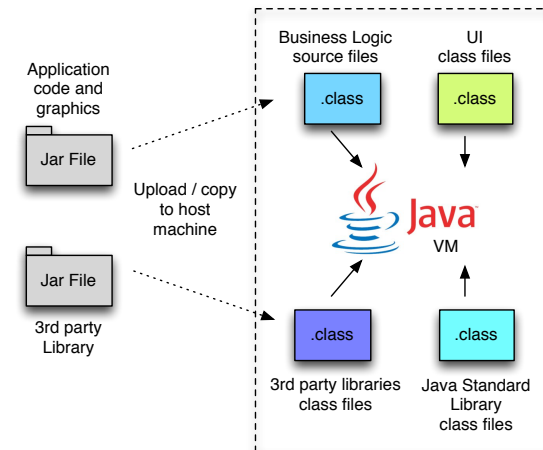 Application
code and
graphics
Jar File
Upload / copy
to host
machine
Jar File
3rd party
Library
Business Logic
source files
.class
UI
class files
.class
Java™
VM
.class
3rd party libraries
class files
.class
Java Standard
Library
class files